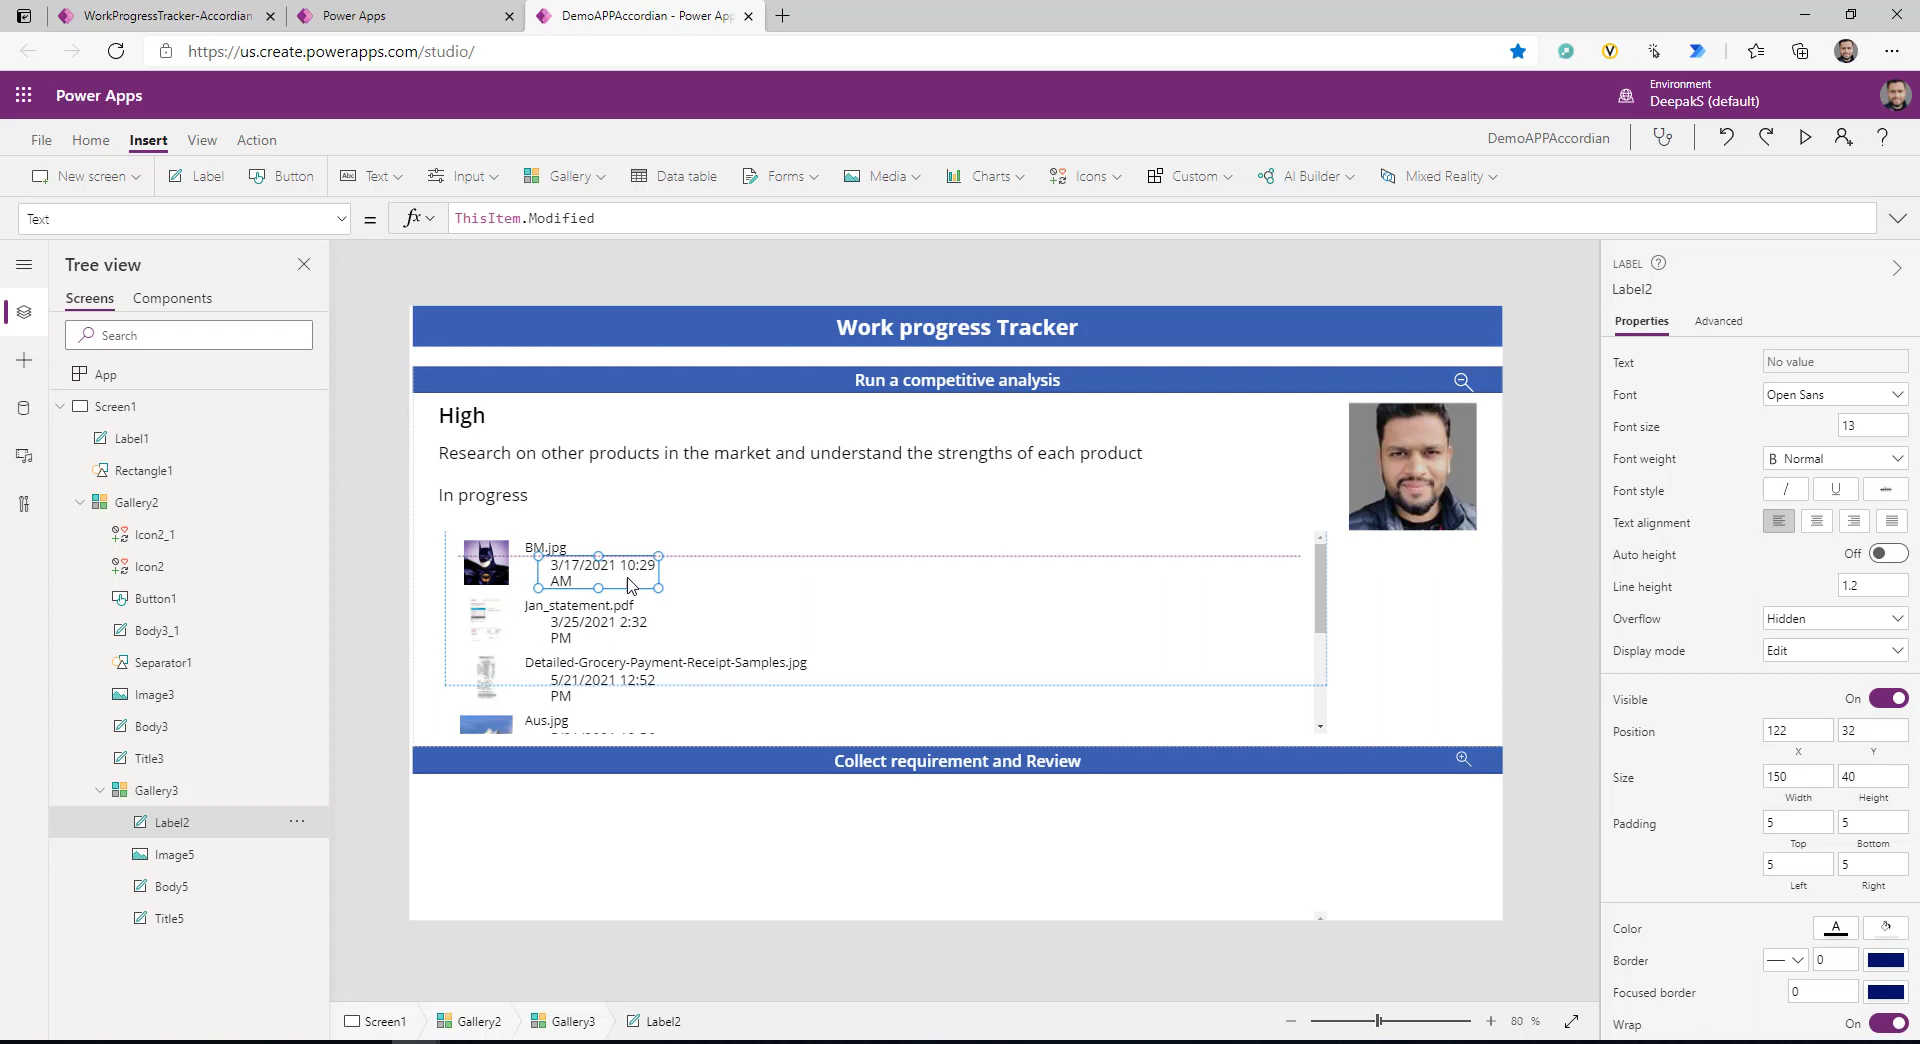 WorkProgressTracker-Accordian
Power Apps
DemoAPPAccordian - Power App
https://us.create.powerapps.com/studio/
Power Apps
Environment
DeepakS (default)
File
Home
Insert
View
Action
DemoAPPAccordian
New screen
Label
Button
Text
Input
Gallery
Data table
Forms
Media
Charts
Icons
Custom
AI Builder
Mixed Reality
Text
=
fx
ThisItem.Modified
Tree view
Screens
Components
Search
App
Screen1
Label1
Rectangle1
Gallery2
Icon2_1
Icon2
Button1
Body3_1
Separator1
Image3
Body3
Title3
Gallery3
Label2
Image5
Body5
Title5
Work progress Tracker
Run a competitive analysis
High
Research on other products in the market and understand the strengths of each product
In progress
BM.jpg
3/17/2021 10:29
AM
Jan_statement.pdf
3/25/2021 2:32
PM
Detailed-Grocery-Payment-Receipt-Samples.jpg
5/21/2021 12:52
PM
Aus.jpg
Collect requirement and Review
Screen1
Gallery2
Gallery3
Label2
80 %
LABEL
Label2
Properties
Advanced
Text
No value
Font
Open Sans
Font size
13
Font weight
B Normal
Font style
Text alignment
Auto height
Off
Line height
1.2
Overflow
Hidden
Display mode
Edit
Visible
On
Position
122
32
X
Y
Size
150
40
Width
Height
Padding
5
5
Top
Bottom
5
5
Left
Right
Color
Border
0
Focused border
0
Wrap
On